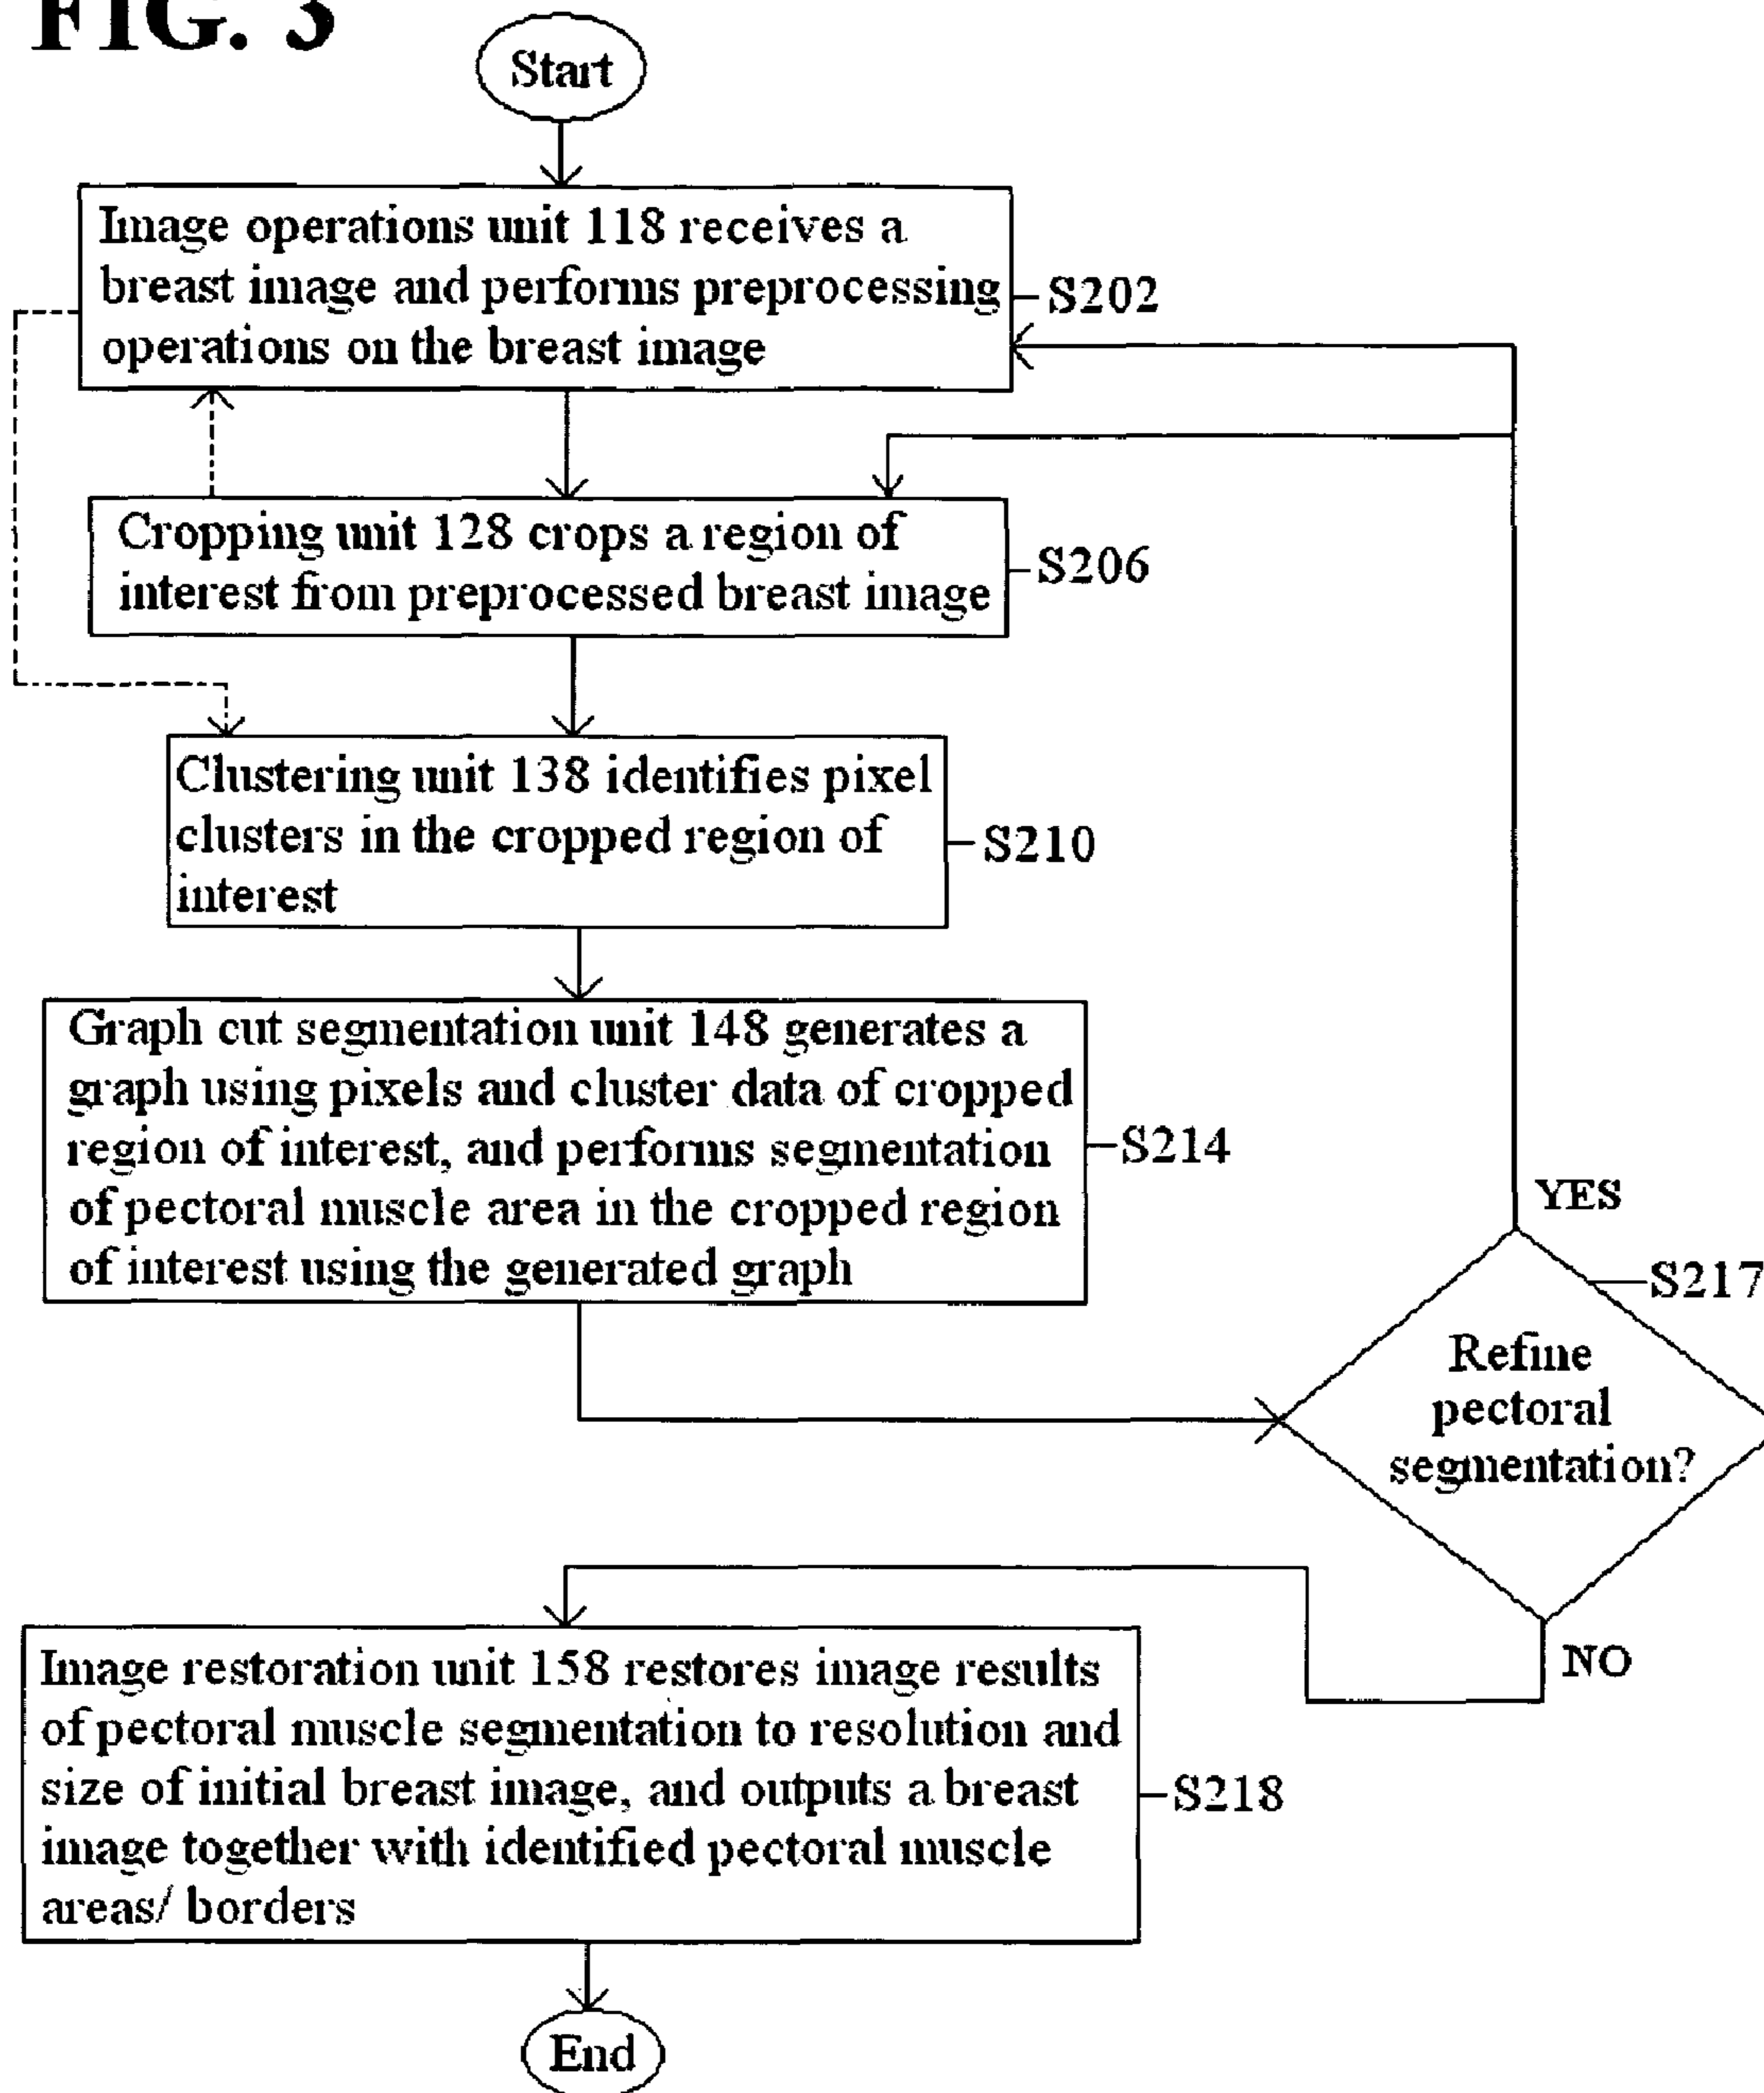 FIG. 3
Start
Image operations unit 118 receives a
breast image and performs preprocessing
operations on the breast image
S202
Cropping unit 128 crops a region of
interest from preprocessed breast image
S206
Clustering unit 138 identifies pixel
clusters in the cropped region of
interest
S210
Graph cut segmentation unit 148 generates a
graph using pixels and cluster data of cropped
region of interest, and performs segmentation
of pectoral muscle area in the cropped region
of interest using the generated graph
S214
YES
S217
Refine
pectoral
segmentation?
NO
Image restoration unit 158 restores image results
of pectoral muscle segmentation to resolution and
size of initial breast image, and outputs a breast
image together with identified pectoral muscle
areas/ borders
S218
End